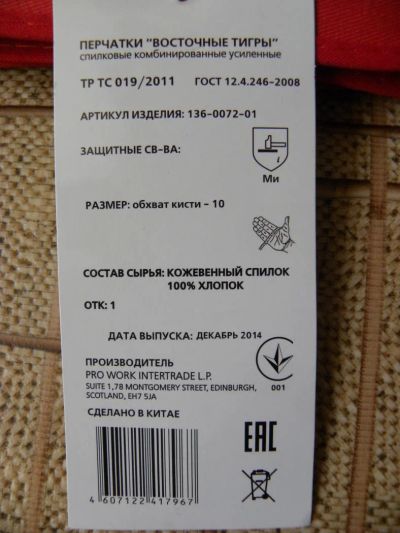 ПЕРЧАТКИ "ВОСТОЧНЫЕ ТИГРЫ"
спилковые комбинированные усиленные
ТР ТС 019/2011 ГОСТ 12.4.246-2008
АРТИКУЛ ИЗДЕЛИЯ: 136-0072-01
ЗАЩИТНЫЕ СВ-ВА:
Ми
РАЗМЕР: обхват кисти - 10
СОСТАВ СЫРЬЯ: КОЖЕВЕННЫЙ СПИЛОК
100% ХЛОПОК
ОТК: 1
ДАТА ВЫПУСКА: ДЕКАБРЬ 2014
ПРОИЗВОДИТЕЛЬ
PRO WORK INTERTRADE L.P.
SUITE 1,78 MONTGOMERY STREET, EDINBURGH,
SCOTLAND, EH7 5JA
001
СДЕЛАНО В КИТАЕ
EAC
4 607122 417967